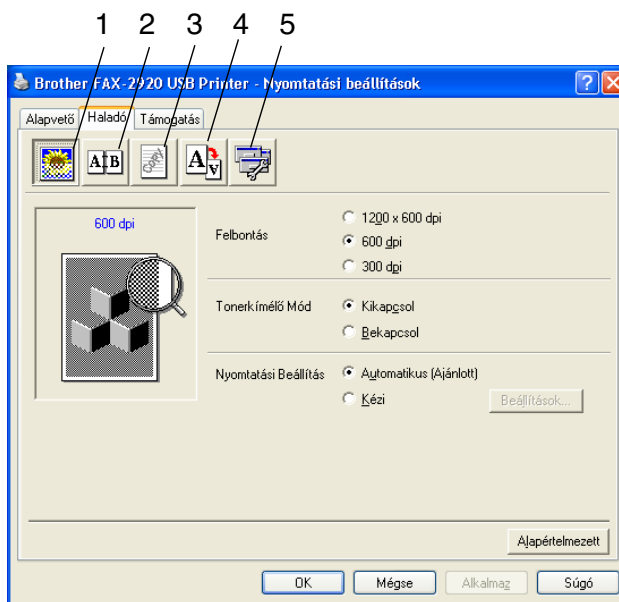 1 2 3 4 5
Brother FAX-2920 USB Printer - Nyomtatási beállítások
Alapvető Haladó Támogatás
A B Copy A A
600 dpi
Felbontás
1200 x 600 dpi
600 dpi
300 dpi
Tonerkímélő Mód
Kikapcsol
Bekapcsol
Nyomtatási Beállítás
Automatikus (Ajánlott)
Kézi
Beállítások...
Alapértelmezett
OK Mégse Alkalmaz Súgó